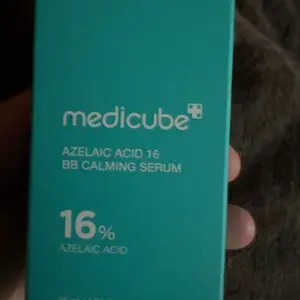 medicube
AZELAIC ACID 16
BB CALMING SERUM
16%
AZELAIC ACID